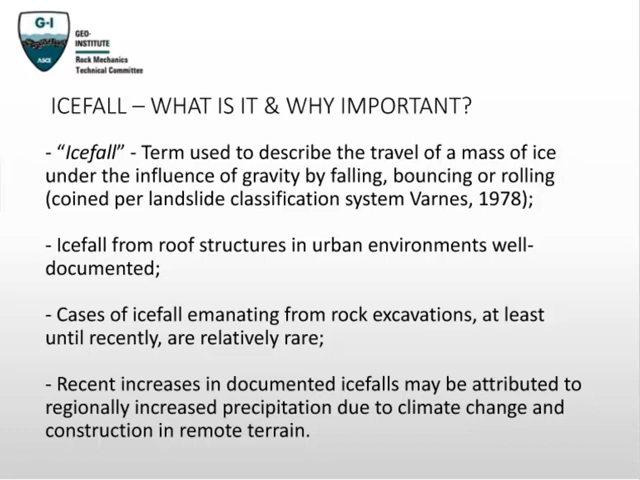 G-I
ASCE
GEO-
INSTITUTE
Rock Mechanics
Technical Committee
ICEFALL – WHAT IS IT & WHY IMPORTANT?
- “Icefall” - Term used to describe the travel of a mass of ice
under the influence of gravity by falling, bouncing or rolling
(coined per landslide classification system Varnes, 1978);
- Icefall from roof structures in urban environments well-
documented;
- Cases of icefall emanating from rock excavations, at least
until recently, are relatively rare;
- Recent increases in documented icefalls may be attributed to
regionally increased precipitation due to climate change and
construction in remote terrain.